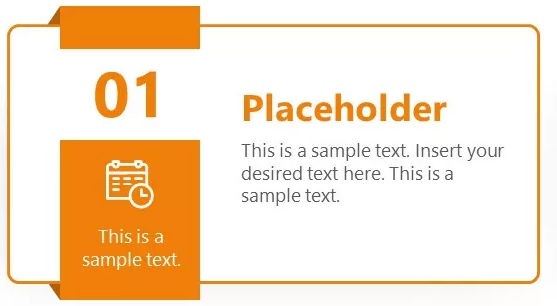 01
This is a
sample text.
Placeholder
This is a sample text. Insert your
desired text here. This is a
sample text.